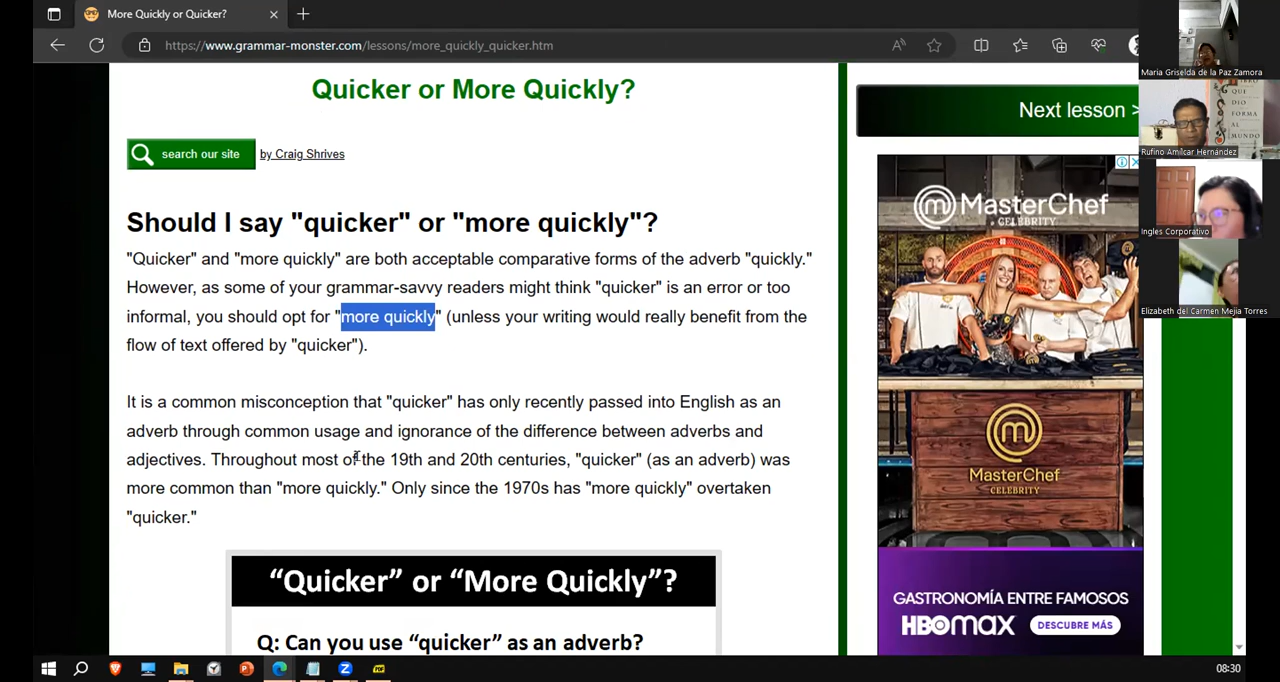 More Quickly or Quicker?
https://www.grammar-monster.com/lessons/more_quickly_quicker.htm
Quicker or More Quickly?
Next lesson >
search our site
by Craig Shrives
Should I say "quicker" or "more quickly"?
"Quicker" and "more quickly" are both acceptable comparative forms of the adverb "quickly."
However, as some of your grammar-savvy readers might think "quicker" is an error or too
informal, you should opt for "more quickly" (unless your writing would really benefit from the
flow of text offered by "quicker").
It is a common misconception that "quicker" has only recently passed into English as an
adverb through common usage and ignorance of the difference between adverbs and
adjectives. Throughout most of the 19th and 20th centuries, "quicker" (as an adverb) was
more common than "more quickly." Only since the 1970s has "more quickly" overtaken
"quicker."
“Quicker” or “More Quickly”?
Q: Can you use “quicker” as an adverb?
MasterChef
CELEBRITY
MasterChef
CELEBRITY
GASTRONOMÍA ENTRE FAMOSOS
HBOMAX
DESCUBRE MÁS
Maria Griselda de la Paz Zamora
QUE
DIO
FORMA
AL
MUNDO
Rufino Amílcar Hernández
Ingles Corporativo
Elizabeth del Carmen Mejia Torres
08:30